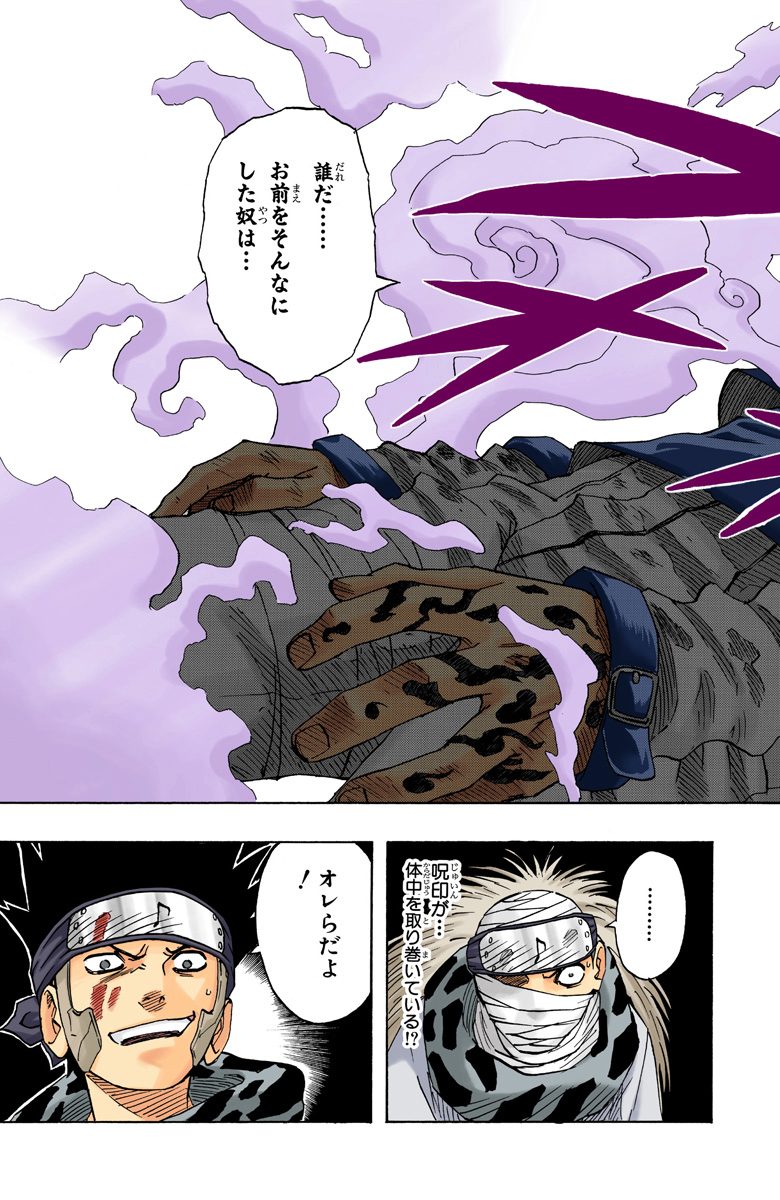 誰だ……
お前をそんなに
した奴は…
………
呪印が…
体中を取り巻いている!?
オレらだよ
!